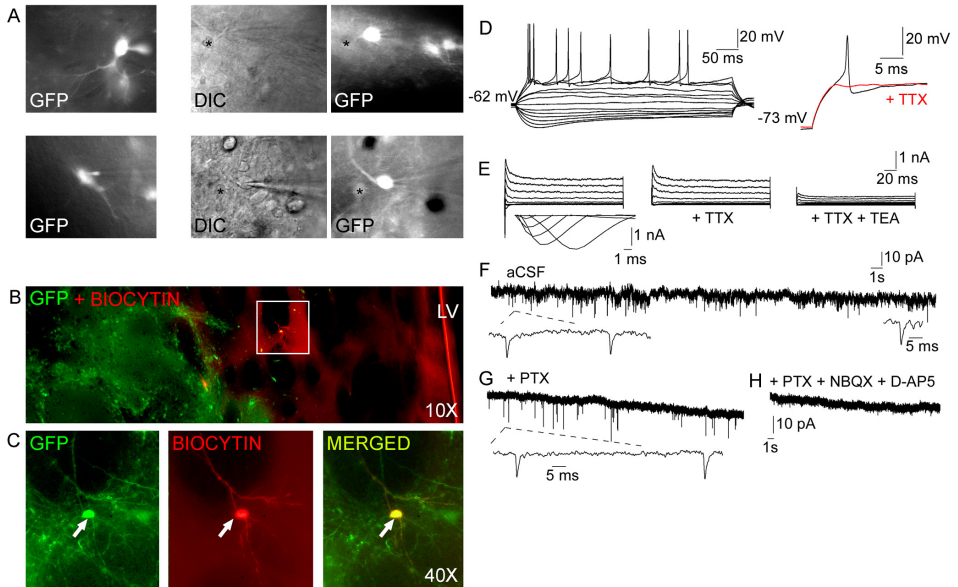 A
GFP
DIC
GFP
GFP
DIC
GFP
*
*
*
*
B
GFP + BIOCYTIN
LV
10X
C
GFP
BIOCYTIN
MERGED
40X
D
20 mV
50 ms
-62 mV
20 mV
5 ms
+ TTX
-73 mV
E
1 nA
20 ms
+ TTX
+ TTX + TEA
1 nA
1 ms
F
aCSF
10 pA
1s
5 ms
G
+ PTX
5 ms
H
+ PTX + NBQX + D-AP5
10 pA
1s